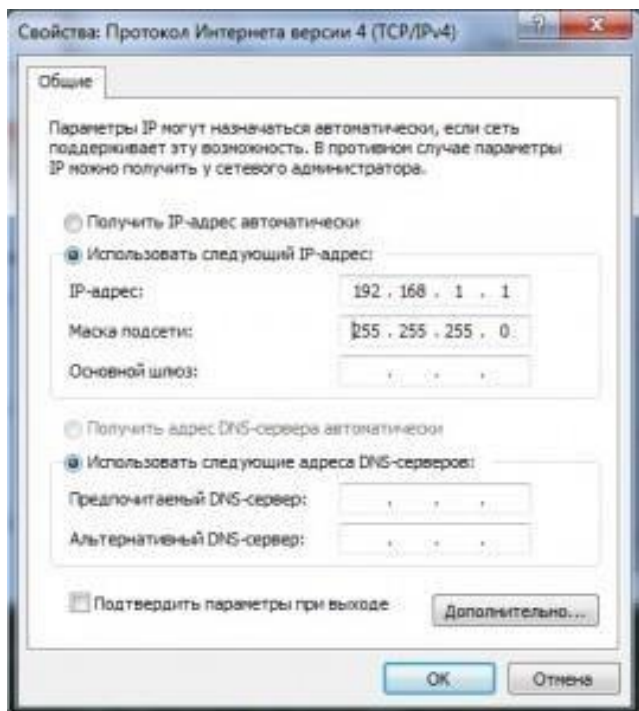 Свойства: Протокол Интернета версии 4 (TCP/IPv4)
Общие
Параметры IP могут назначаться автоматически, если сеть
поддерживает эту возможность. В противном случае параметры
IP можно получить у сетевого администратора.
Получить IP-адрес автоматически
Использовать следующий IP-адрес:
IP-адрес: 192 . 168 . 1 . 1
Маска подсети: 255 . 255 . 255 . 0
Основной шлюз: . . .
Получить адрес DNS-сервера автоматически
Использовать следующие адреса DNS-серверов:
Предпочитаемый DNS-сервер: . . .
Альтернативный DNS-сервер: . . .
Подтвердить параметры при выходе
Дополнительно...
ОК Отмена